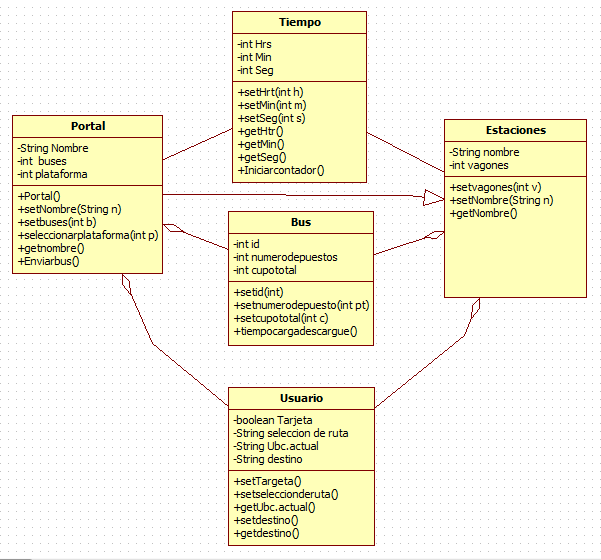 Tiempo
-int Hrs
-int Min
-int Seg
+setHrt(int h)
+setMin(int m)
+setSeg(int s)
+getHtr()
+getMin()
+getSeg()
+Iniciarcontador()
Portal
-String Nombre
-int buses
-int plataforma
+Portal()
+setNombre(String n)
+setbuses(int b)
+seleccionarplataforma(int p)
+getnombre()
+Enviarbus()
Estaciones
-String nombre
-int vagones
+setvagones(int v)
+setNombre(String n)
+getNombre()
Bus
-int id
-int numerodepuestos
-int cupototal
+setid(int)
+setnumerodepuesto(int pt)
+setcupototal(int c)
+tiempocargadescargue()
Usuario
-boolean Tarjeta
-String seleccion de ruta
-String Ubc.actual
-String destino
+setTargeta()
+setseleccionderuta()
+getUbc.actual()
+setdestino()
+getdestino()